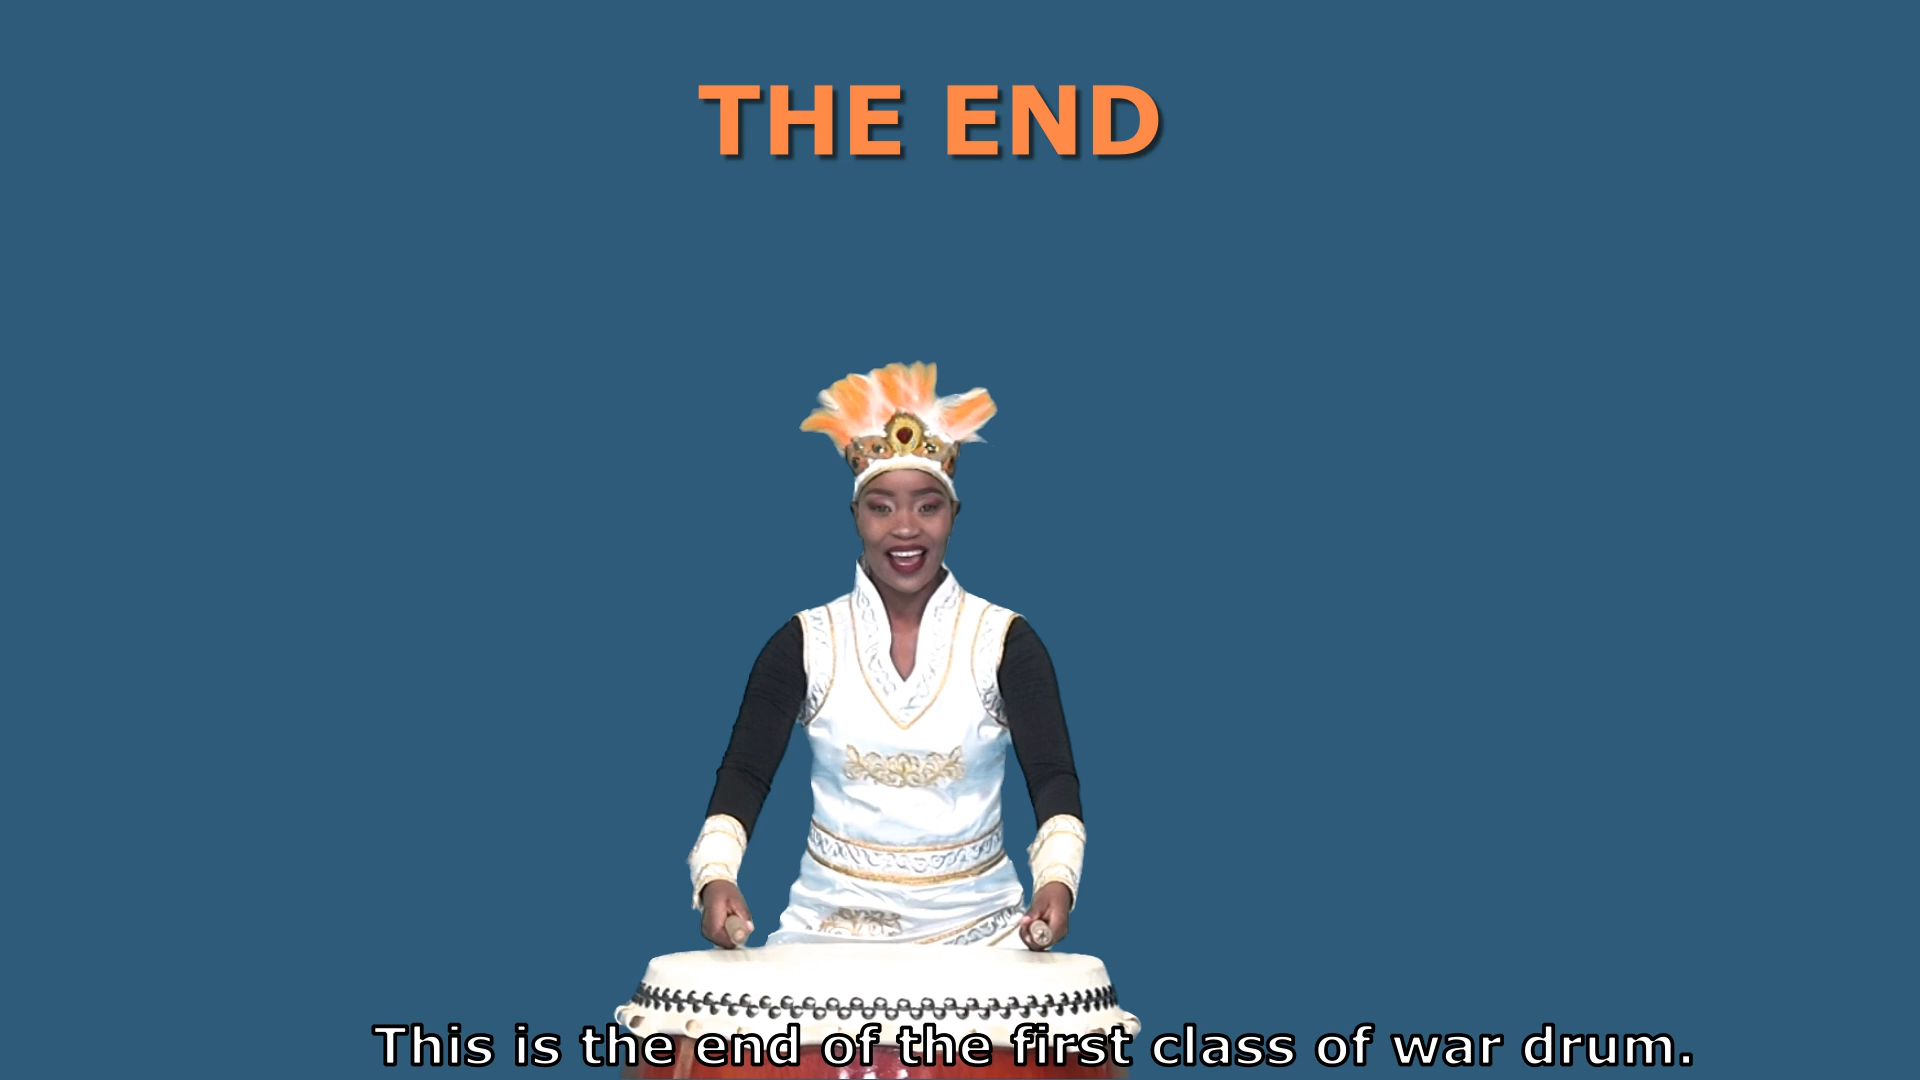 THE END
This is the end of the first class of war drum.